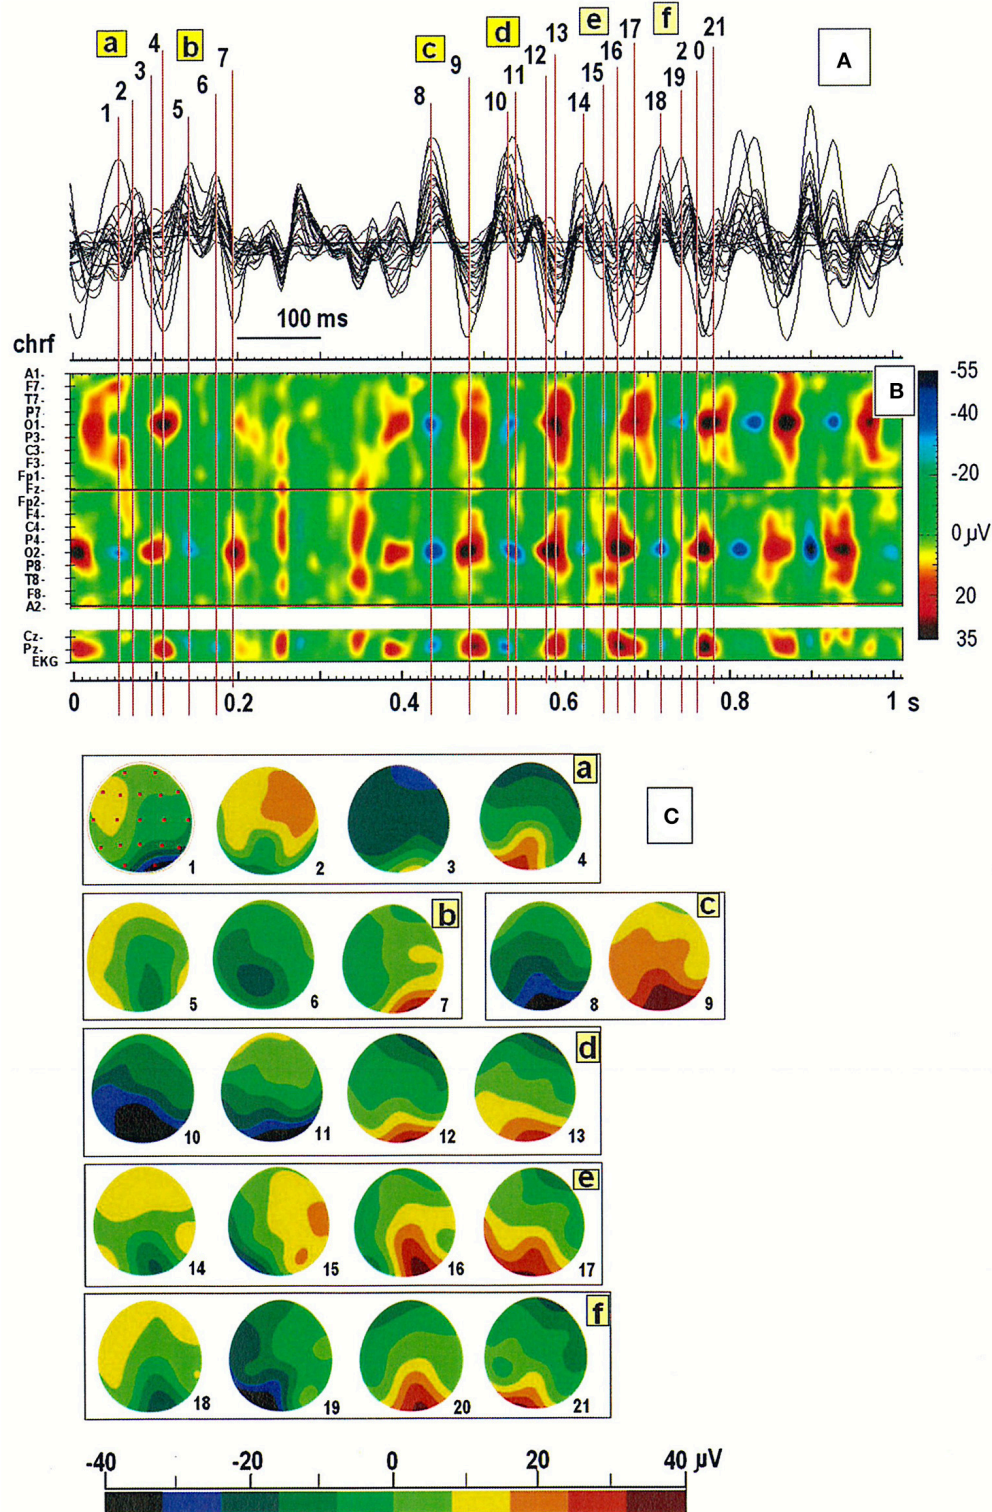 a 4 b c 9 d 12 13 e 16 17 f 2 0 21
3 7 11 15 19
2 6 8 10 14 18
1 5
A
100 ms
chrf
A1-
F7-
T7-
P7-
O1-
P3-
C3-
F3-
Fp1-
Fz-
Fp2-
F4-
C4-
P4-
O2-
P8-
T8-
F8-
A2-
Cz-
Pz-
EKG
B
-55
-40
-20
0 µV
20
35
0 0.2 0.4 0.6 0.8 1 s
a
1 2 3 4
C
b
5 6 7
c
8 9
d
10 11 12 13
e
14 15 16 17
f
18 19 20 21
-40 -20 0 20 40 µV